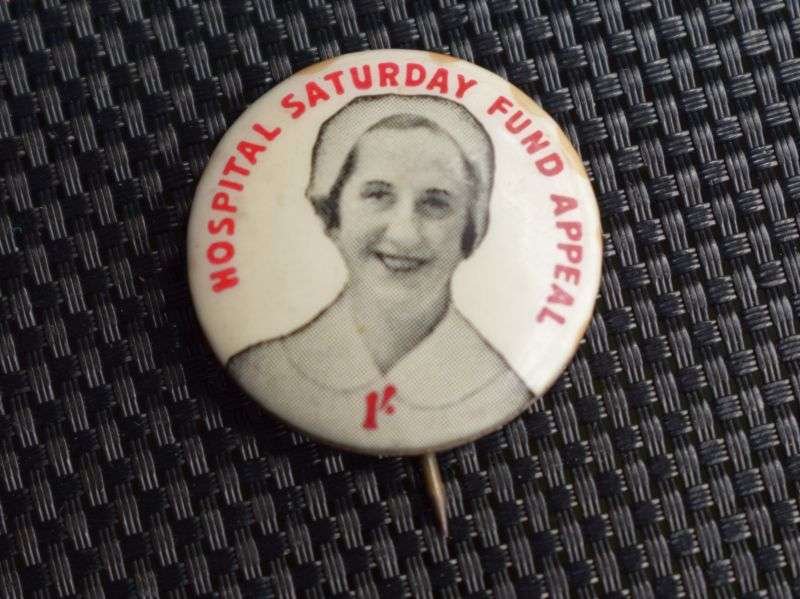 HOSPITAL SATURDAY FUND APPEAL
1/-